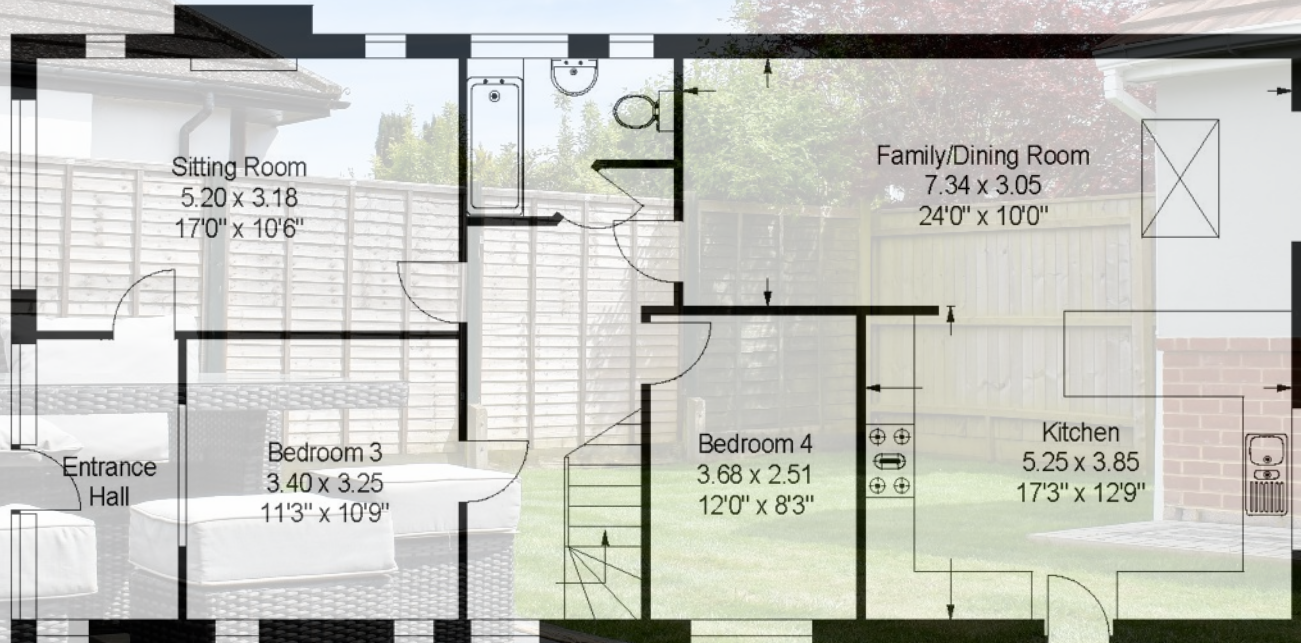 Sitting Room
5.20 x 3.18
17'0" x 10'6"
Family/Dining Room
7.34 x 3.05
24'0" x 10'0"
Entrance
Hall
Bedroom 3
3.40 x 3.25
11'3" x 10'9"
Bedroom 4
3.68 x 2.51
12'0" x 8'3"
Kitchen
5.25 x 3.85
17'3" x 12'9"